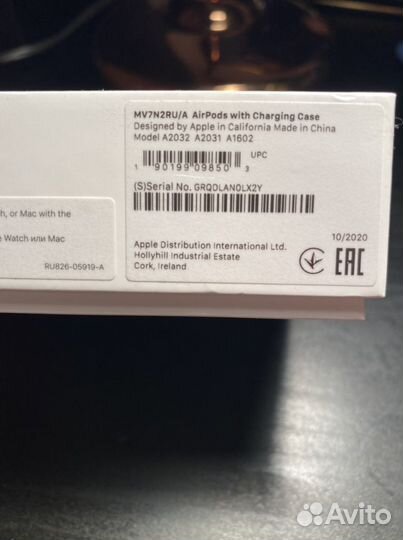 MV7N2RU/A AirPods with Charging Case
Designed by Apple in California Made in China
Model A2032 A2031 A1602
UPC
1 90199 09850 3
(S)Serial No. GRQDLAN0LX2Y
h, or Mac with the
e Watch или Mac
RU826-05919-A
Apple Distribution International Ltd.
Hollyhill Industrial Estate
Cork, Ireland
10/2020
EAC
Avito